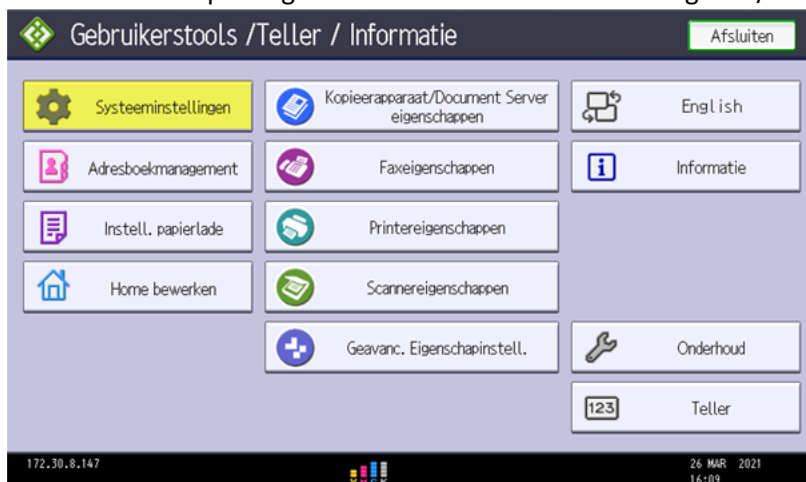 Gebruikerstools /Teller / Informatie
Afsluiten
Systeeminstellingen
Kopieerapparaat/Document Server
eigenschappen
English
Adresboekmanagement
Faxeigenschappen
Informatie
Instell. papierlade
Printereigenschappen
Home bewerken
Scannereigenschappen
Geavanc. Eigenschapinstell.
Onderhoud
123
Teller
172.30.8.147
26 MAR 2021
16:09